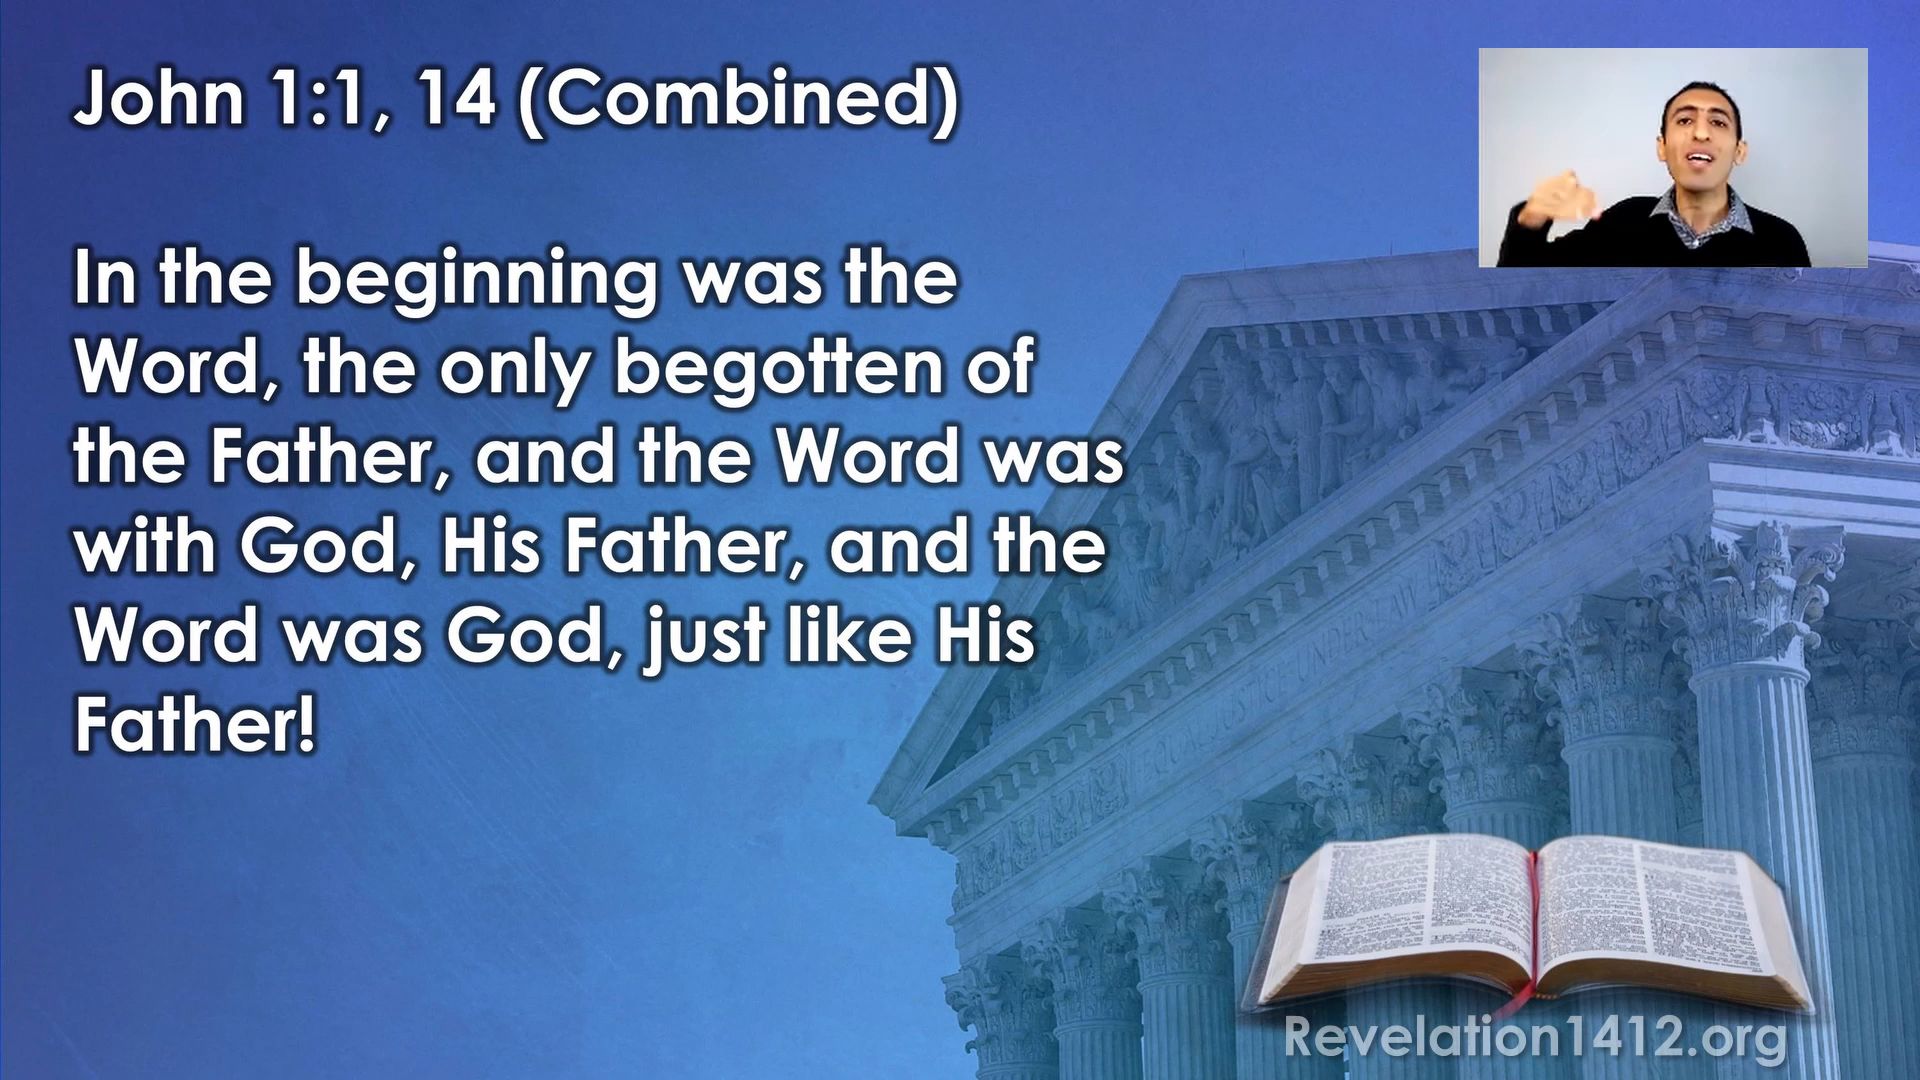 John 1:1, 14 (Combined)
In the beginning was the
Word, the only begotten of
the Father, and the Word was
with God, His Father, and the
Word was God, just like His
Father!
Revelation1412.org